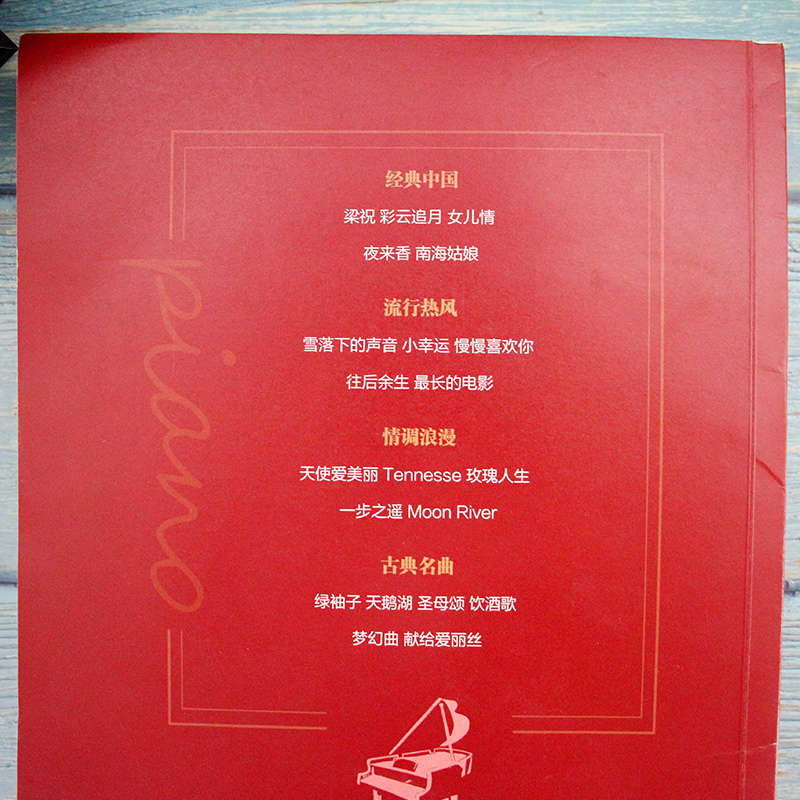 经典中国
梁祝 彩云追月 女儿情
夜来香 南海姑娘
流行热风
雪落下的声音 小幸运 慢慢喜欢你
往后余生 最长的电影
情调浪漫
天使爱美丽 Tennesse 玫瑰人生
一步之遥 Moon River
古典名曲
绿袖子 天鹅湖 圣母颂 饮酒歌
梦幻曲 献给爱丽丝
piano